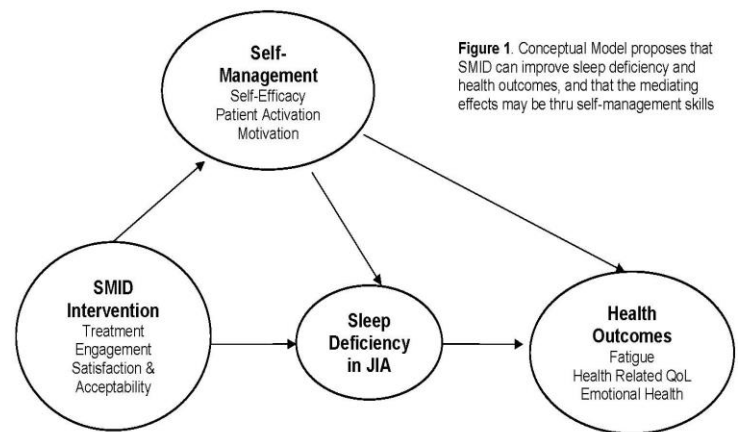 Self-
Management
Self-Efficacy
Patient Activation
Motivation
Figure 1. Conceptual Model proposes that
SMID can improve sleep deficiency and
health outcomes, and that the mediating
effects may be thru self-management skills
SMID
Intervention
Treatment
Engagement
Satisfaction &
Acceptability
Sleep
Deficiency
in JIA
Health
Outcomes
Fatigue
Health Related QoL
Emotional Health